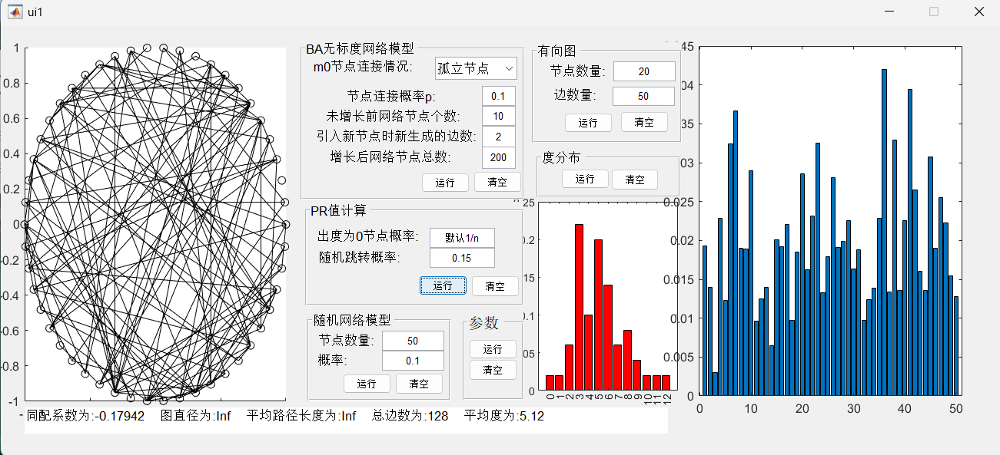 ui1
1
0.8
0.6
0.4
0.2
0
-0.2
-0.4
-0.6
-0.8
-1
BA无标度网络模型
m0节点连接情况: 孤立节点
节点连接概率p: 0.1
未增长前网络节点个数: 10
引入新节点时新生成的边数: 2
增长后网络节点总数: 200
运行 清空
PR值计算
出度为0节点概率: 默认1/n
随机跳转概率: 0.15
运行 清空
随机网络模型
节点数量: 50
概率: 0.1
运行 清空
参数
运行
清空
有向图
节点数量: 20
边数量: 50
运行 清空
度分布
运行 清空
25
0.2
15
0.1
05
0
0 1 2 3 4 5 6 7 8 9 10 11 12
45
04
35
03
0.025
0.02
0.015
0.01
0.005
0
0 10 20 30 40 50
同配系数为:-0.17942 图直径为:Inf 平均路径长度为:Inf 总边数为:128 平均度为:5.12